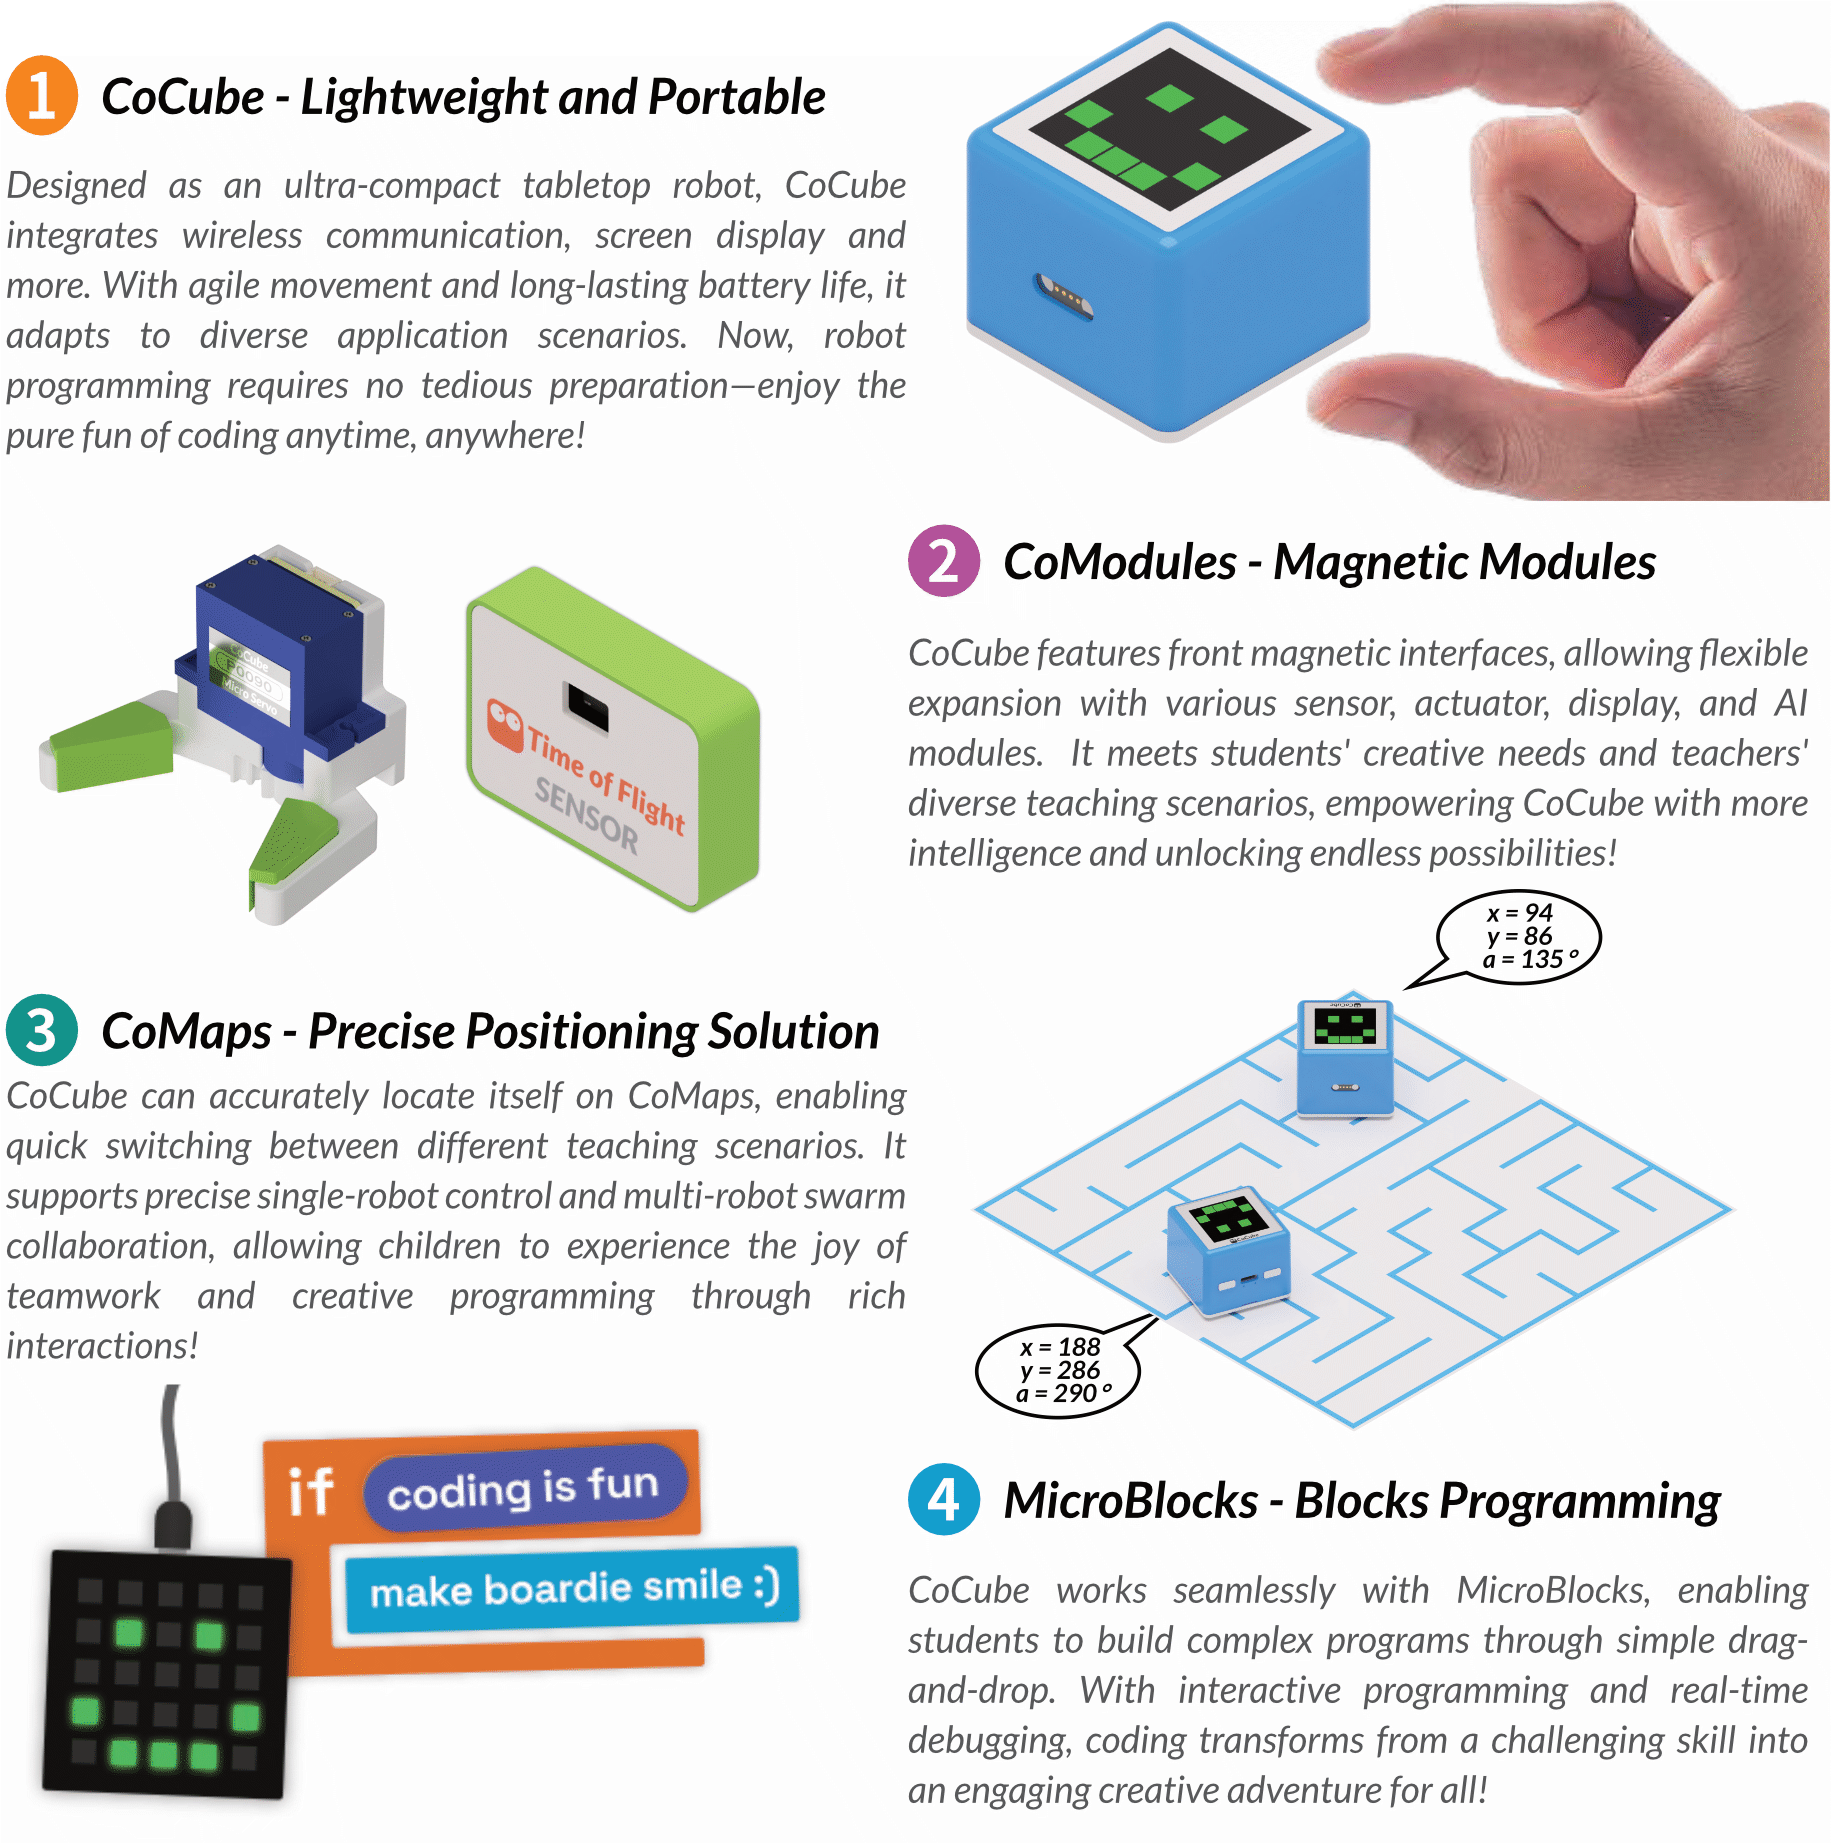 1 CoCube - Lightweight and Portable
Designed as an ultra-compact tabletop robot, CoCube
integrates wireless communication, screen display and
more. With agile movement and long-lasting battery life, it
adapts to diverse application scenarios. Now, robot
programming requires no tedious preparation—enjoy the
pure fun of coding anytime, anywhere!
CoCube
P0090
Micro Servo
Time of Flight
SENSOR
2 CoModules - Magnetic Modules
CoCube features front magnetic interfaces, allowing flexible
expansion with various sensor, actuator, display, and AI
modules. It meets students' creative needs and teachers'
diverse teaching scenarios, empowering CoCube with more
intelligence and unlocking endless possibilities!
3 CoMaps - Precise Positioning Solution
CoCube can accurately locate itself on CoMaps, enabling
quick switching between different teaching scenarios. It
supports precise single-robot control and multi-robot swarm
collaboration, allowing children to experience the joy of
teamwork and creative programming through rich
interactions!
x = 94
y = 86
a = 135 °
CoCube
CoCube
x = 188
y = 286
a = 290 °
if coding is fun
make boardie smile :)
4 MicroBlocks - Blocks Programming
CoCube works seamlessly with MicroBlocks, enabling
students to build complex programs through simple drag-
and-drop. With interactive programming and real-time
debugging, coding transforms from a challenging skill into
an engaging creative adventure for all!